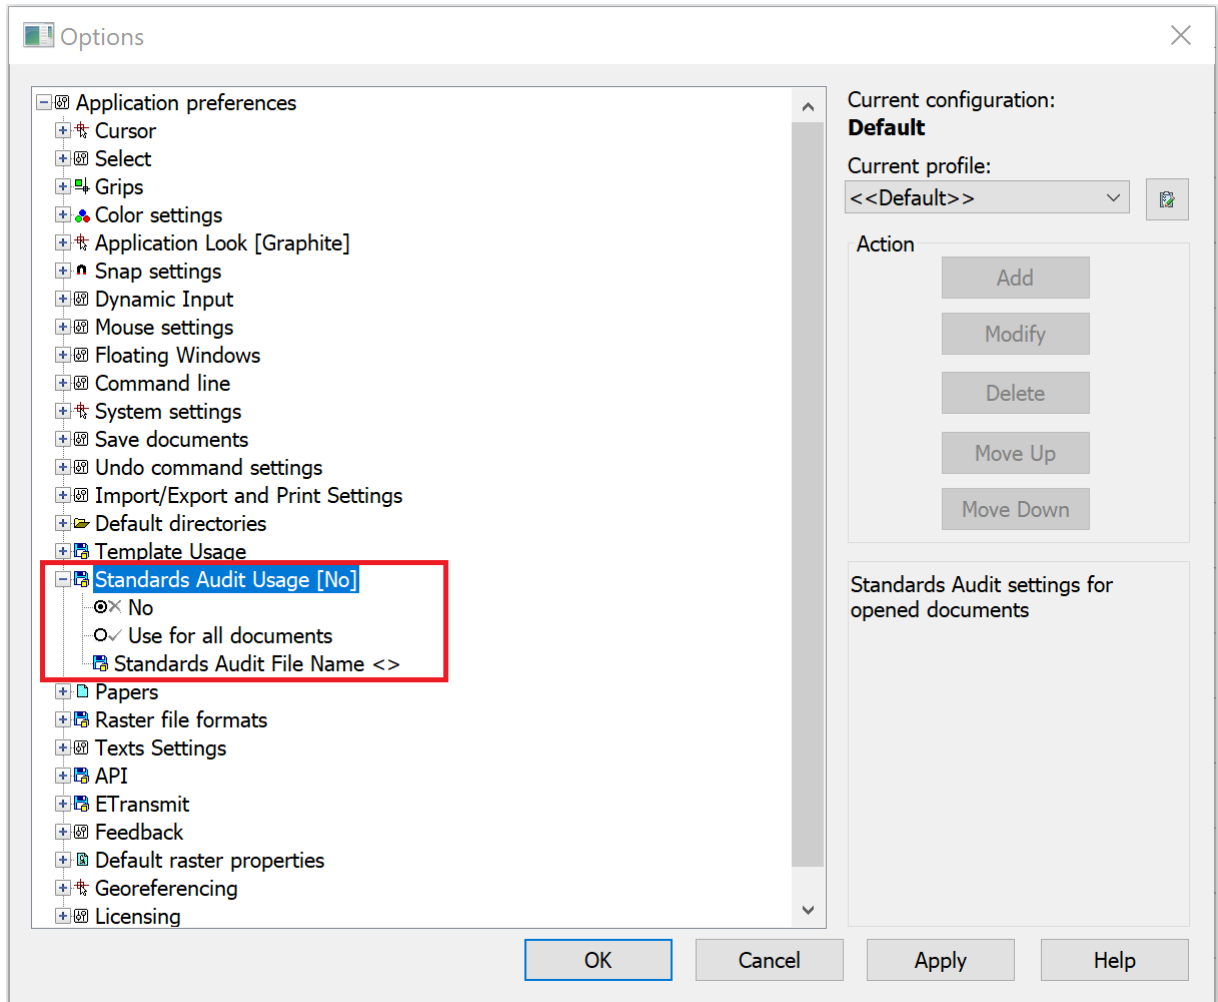 Options
Application preferences
Cursor
Select
Grips
Color settings
Application Look [Graphite]
Snap settings
Dynamic Input
Mouse settings
Floating Windows
Command line
System settings
Save documents
Undo command settings
Import/Export and Print Settings
Default directories
Template Usage
Standards Audit Usage [No]
No
Use for all documents
Standards Audit File Name <>
Papers
Raster file formats
Texts Settings
API
ETransmit
Feedback
Default raster properties
Georeferencing
Licensing
Current configuration:
Default
Current profile:
<<Default>>
Action
Add
Modify
Delete
Move Up
Move Down
Standards Audit settings for
opened documents
OK
Cancel
Apply
Help